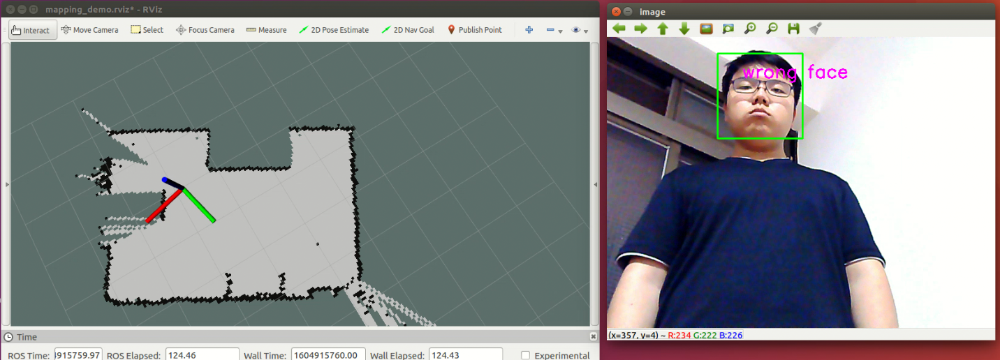 mapping_demo.rviz* - RViz
Interact Move Camera Select Focus Camera Measure 2D Pose Estimate 2D Nav Goal Publish Point
Time
ROS Time: 4915759.97 ROS Elapsed: 124.46 Wall Time: 1604915760.00 Wall Elapsed: 124.43 Experimental
image
wrong face
(x=357, y=4) ~ R:234 G:222 B:226